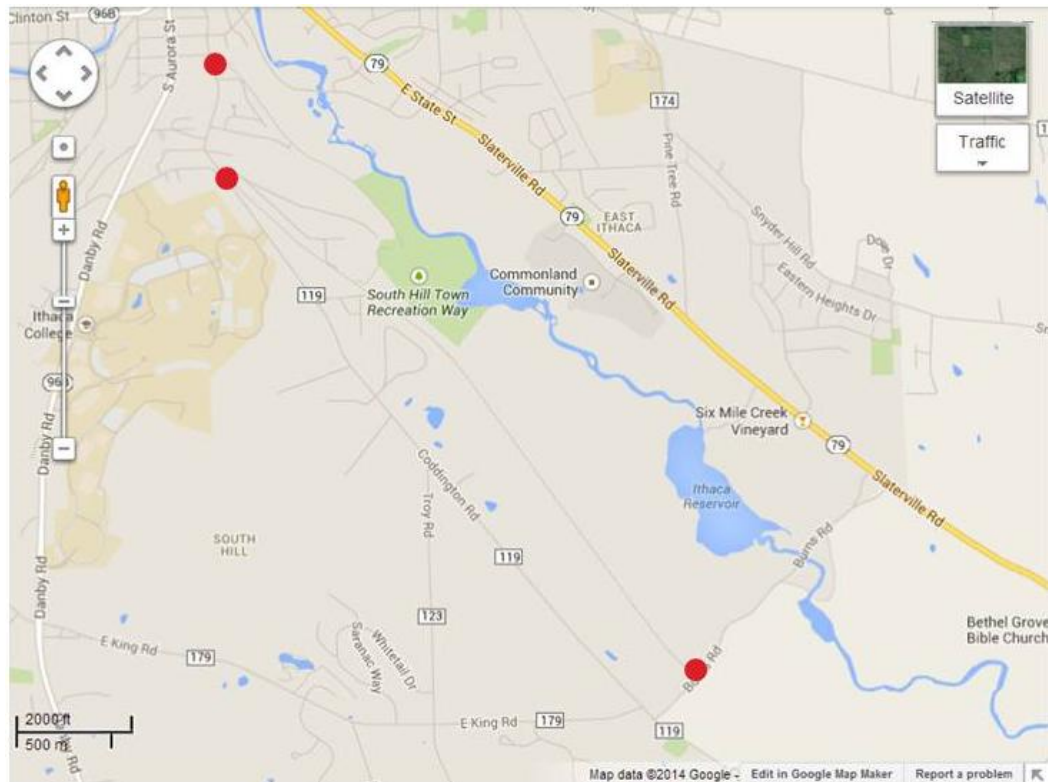 Clinton St
96B
S Aurora St
79
E State St
Slaterville Rd
174
Pine Tree Rd
Satellite
Traffic
79
EAST
ITHACA
Snyder Hill Rd
Eastern Heights Dr
Danby Rd
119
South Hill Town
Recreation Way
Commonland
Community
Slaterville Rd
Ithaca
College
96B
Danby Rd
Six Mile Creek
Vineyard
79
Slaterville Rd
Coddington Rd
Troy Rd
Ithaca
Reservoir
Burns Rd
SOUTH
HILL
119
Danby Rd
123
Bethel Grove
Bible Church
E King Rd
179
Whitetail Dr
Saranac Way
E King Rd
179
119
2000 ft
500 m
Map data ©2014 Google -
Edit in Google Map Maker
Report a problem